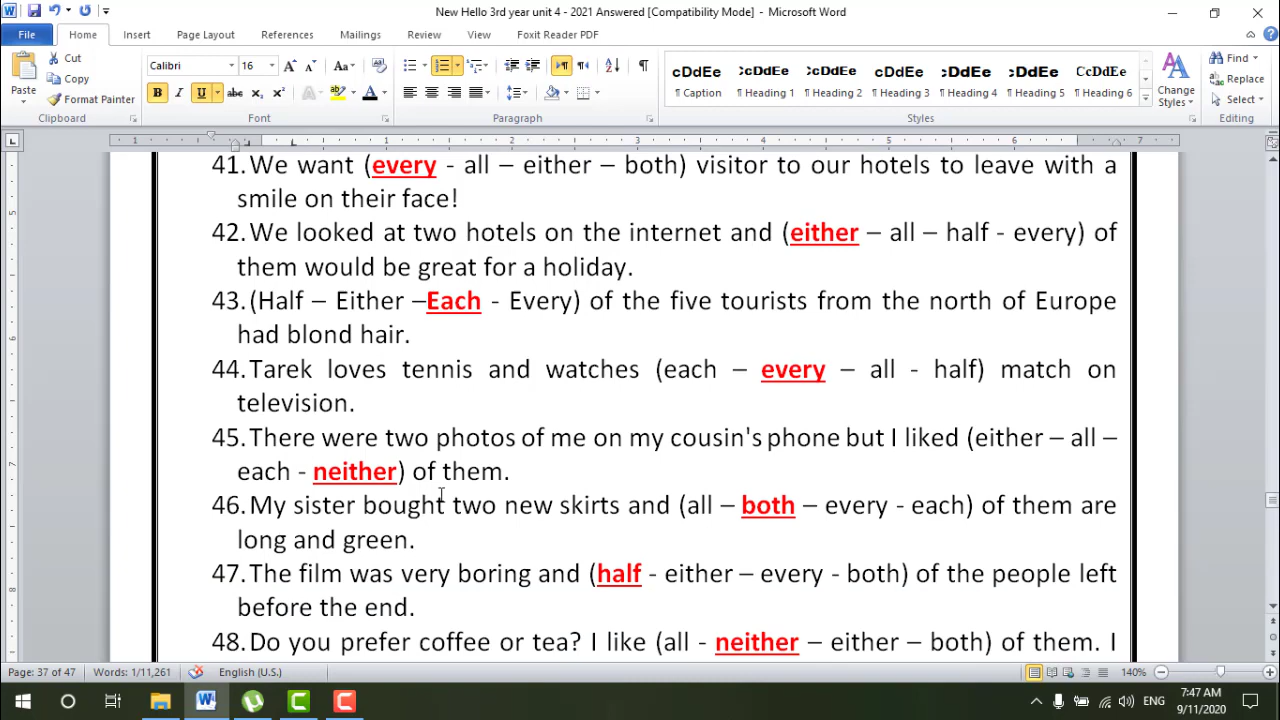 New Hello 3rd year unit 4 - 2021 Answered [Compatibility Mode] - Microsoft Word
File Home Insert Page Layout References Mailings Review View Foxit Reader PDF
Paste
Cut
Copy
Format Painter
Clipboard
Calibri 16
Font
Paragraph
cDdEe ¶ Caption
cDdEe ¶ Heading 1
cDdEe ¶ Heading 2
cDdEe ¶ Heading 3
cDdEe ¶ Heading 4
cDdEe ¶ Heading 5
CcDdEe ¶ Heading 6
Change Styles
Styles
Find
Replace
Select
Editing
41.We want (every - all – either – both) visitor to our hotels to leave with a
smile on their face!
42.We looked at two hotels on the internet and (either – all – half - every) of
them would be great for a holiday.
43.(Half – Either –Each - Every) of the five tourists from the north of Europe
had blond hair.
44.Tarek loves tennis and watches (each – every – all - half) match on
television.
45.There were two photos of me on my cousin's phone but I liked (either – all –
each - neither) of them.
46.My sister bought two new skirts and (all – both – every - each) of them are
long and green.
47.The film was very boring and (half - either – every - both) of the people left
before the end.
48.Do you prefer coffee or tea? I like (all - neither – either – both) of them. I
Page: 37 of 47 Words: 1/11,261 English (U.S.) 140%
ENG
7:47 AM
9/11/2020